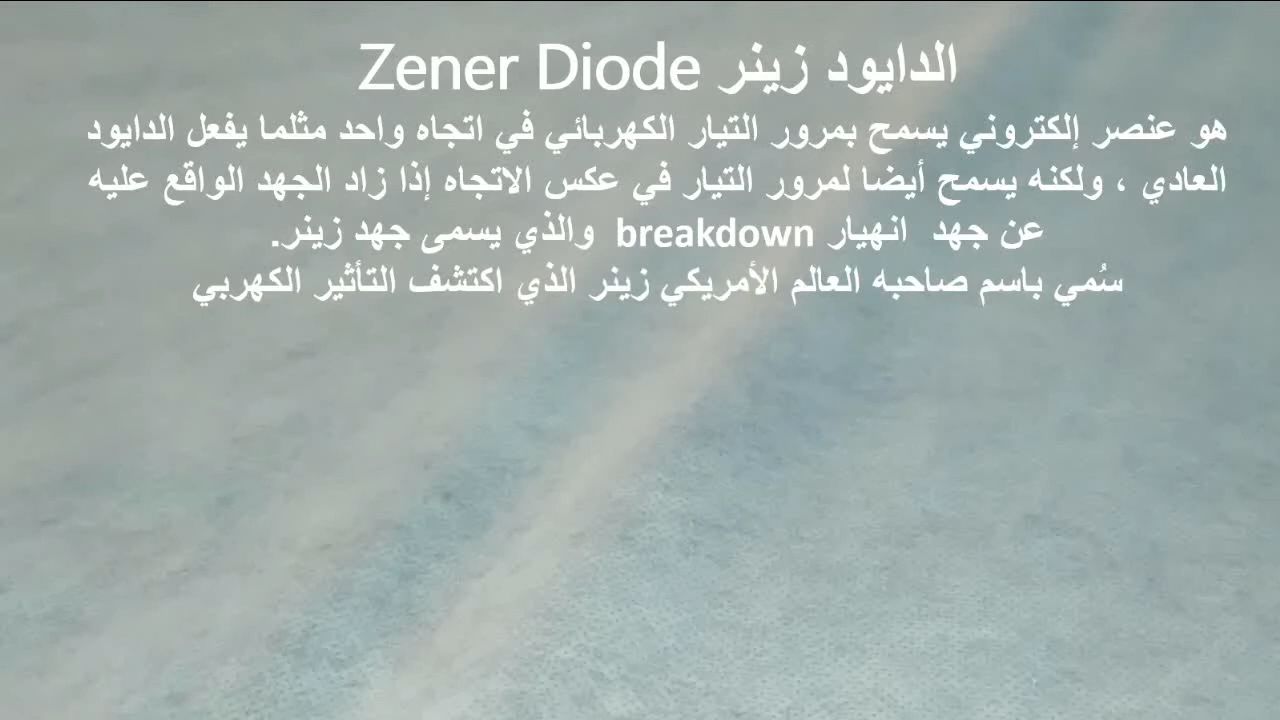 الدايود زينر Zener Diode
هو عنصر إلكتروني يسمح بمرور التيار الكهربائي في اتجاه واحد مثلما يفعل الدايود
العادي ، ولكنه يسمح أيضا لمرور التيار في عكس الاتجاه إذا زاد الجهد الواقع عليه
عن جهد انهيار breakdown والذي يسمى جهد زينر.
سُمي باسم صاحبه العالم الأمريكي زينر الذي اكتشف التأثير الكهربي